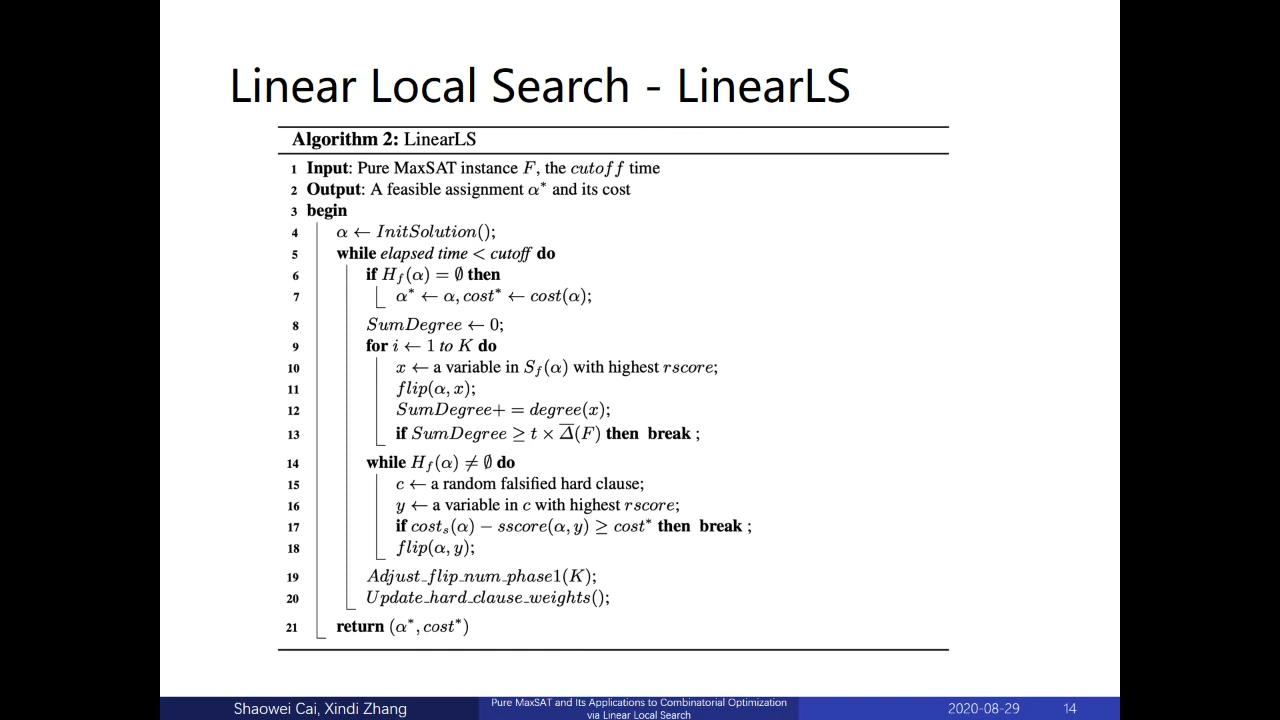 Linear Local Search - LinearLS
Algorithm 2: LinearLS
1 Input: Pure MaxSAT instance F, the cutoff time
2 Output: A feasible assignment α* and its cost
3 begin
4 α ← InitSolution();
5 while elapsed time < cutoff do
6 if H_f(α) = ∅ then
7 α* ← α, cost* ← cost(α);
8 SumDegree ← 0;
9 for i ← 1 to K do
10 x ← a variable in S_f(α) with highest rscore;
11 flip(α, x);
12 SumDegree+ = degree(x);
13 if SumDegree ≥ t × Δ̅(F) then break ;
14 while H_f(α) ≠ ∅ do
15 c ← a random falsified hard clause;
16 y ← a variable in c with highest rscore;
17 if cost_s(α) − sscore(α, y) ≥ cost* then break ;
18 flip(α, y);
19 Adjust_flip_num_phase1(K);
20 Update_hard_clause_weights();
21 return (α*, cost*)
Shaowei Cai, Xindi Zhang
Pure MaxSAT and Its Applications to Combinatorial Optimization
via Linear Local Search
2020-08-29
14